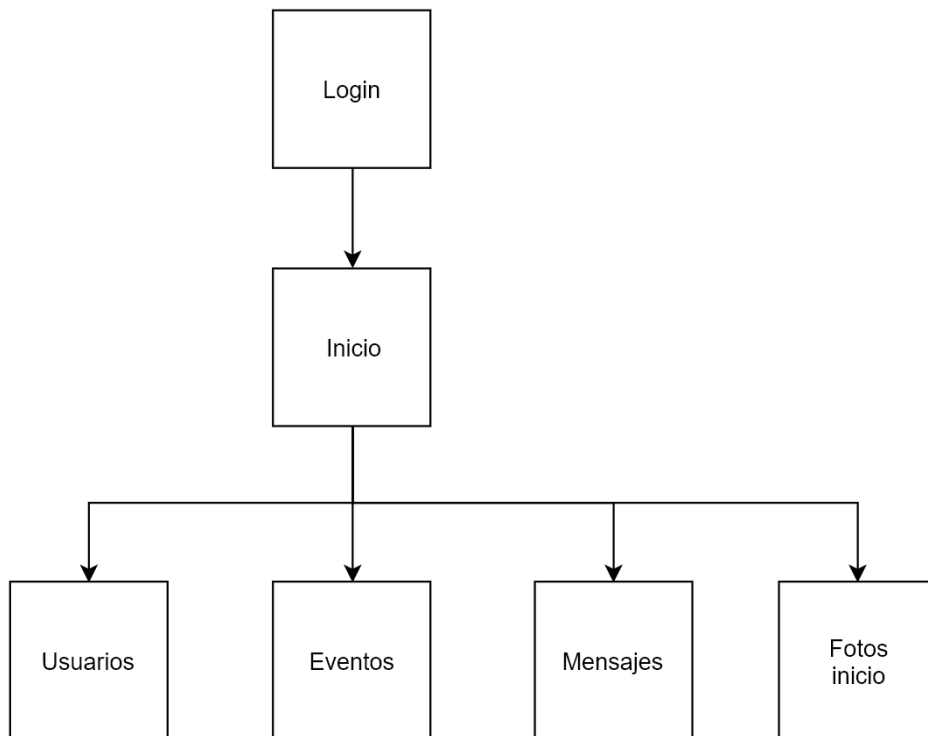 Login
Inicio
Usuarios
Eventos
Mensajes
Fotos
inicio